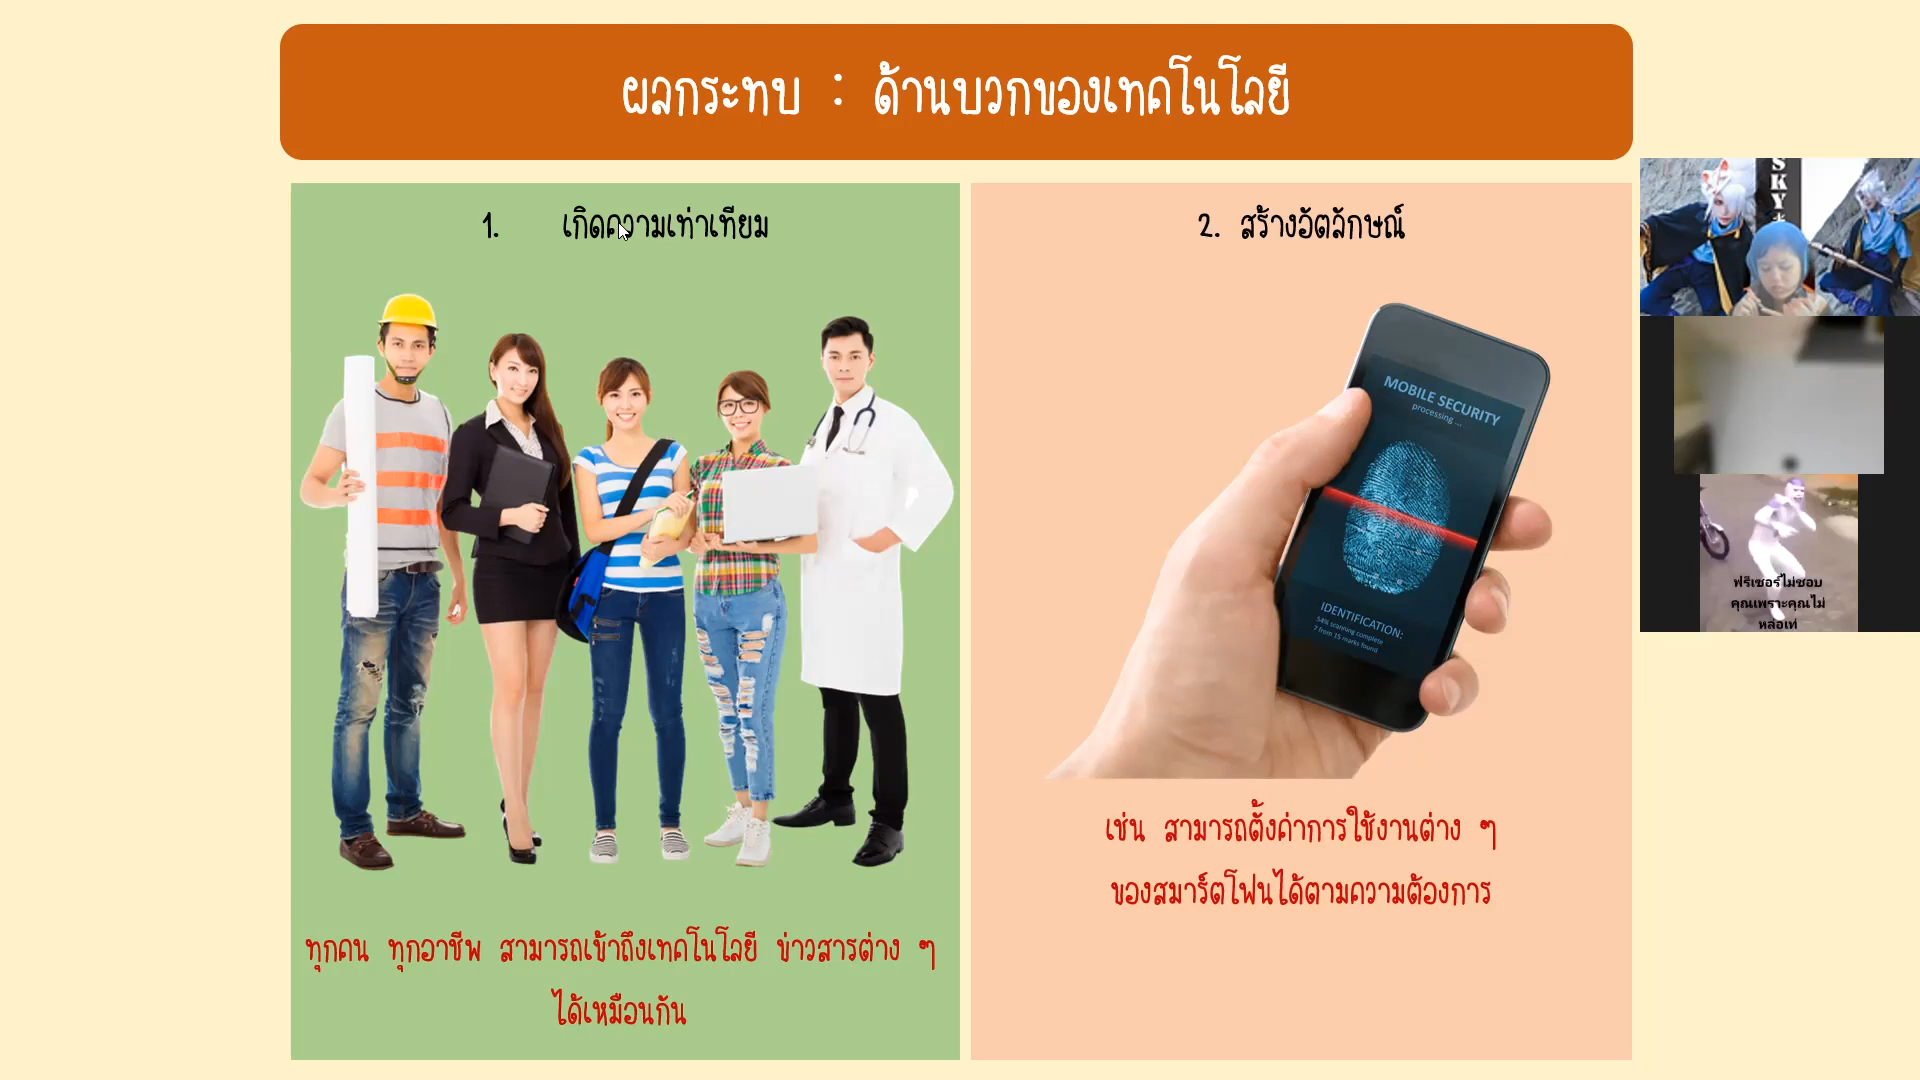 ผลกระทบ : ด้านบวกของเทคโนโลยี
1. เกิดความเท่าเทียม
ทุกคน ทุกอาชีพ สามารถเข้าถึงเทคโนโลยี ข่าวสารต่าง ๆ
ได้เหมือนกัน
2. สร้างอัตลักษณ์
MOBILE SECURITY
processing ...
IDENTIFICATION:
54% scanning complete
7 from 15 marks found
เช่น สามารถตั้งค่าการใช้งานต่าง ๆ
ของสมาร์ตโฟนได้ตามความต้องการ
SKY
ฟรีเซอร์ไม่ชอบ
คุณเพราะคุณไม่
หล่อเท่